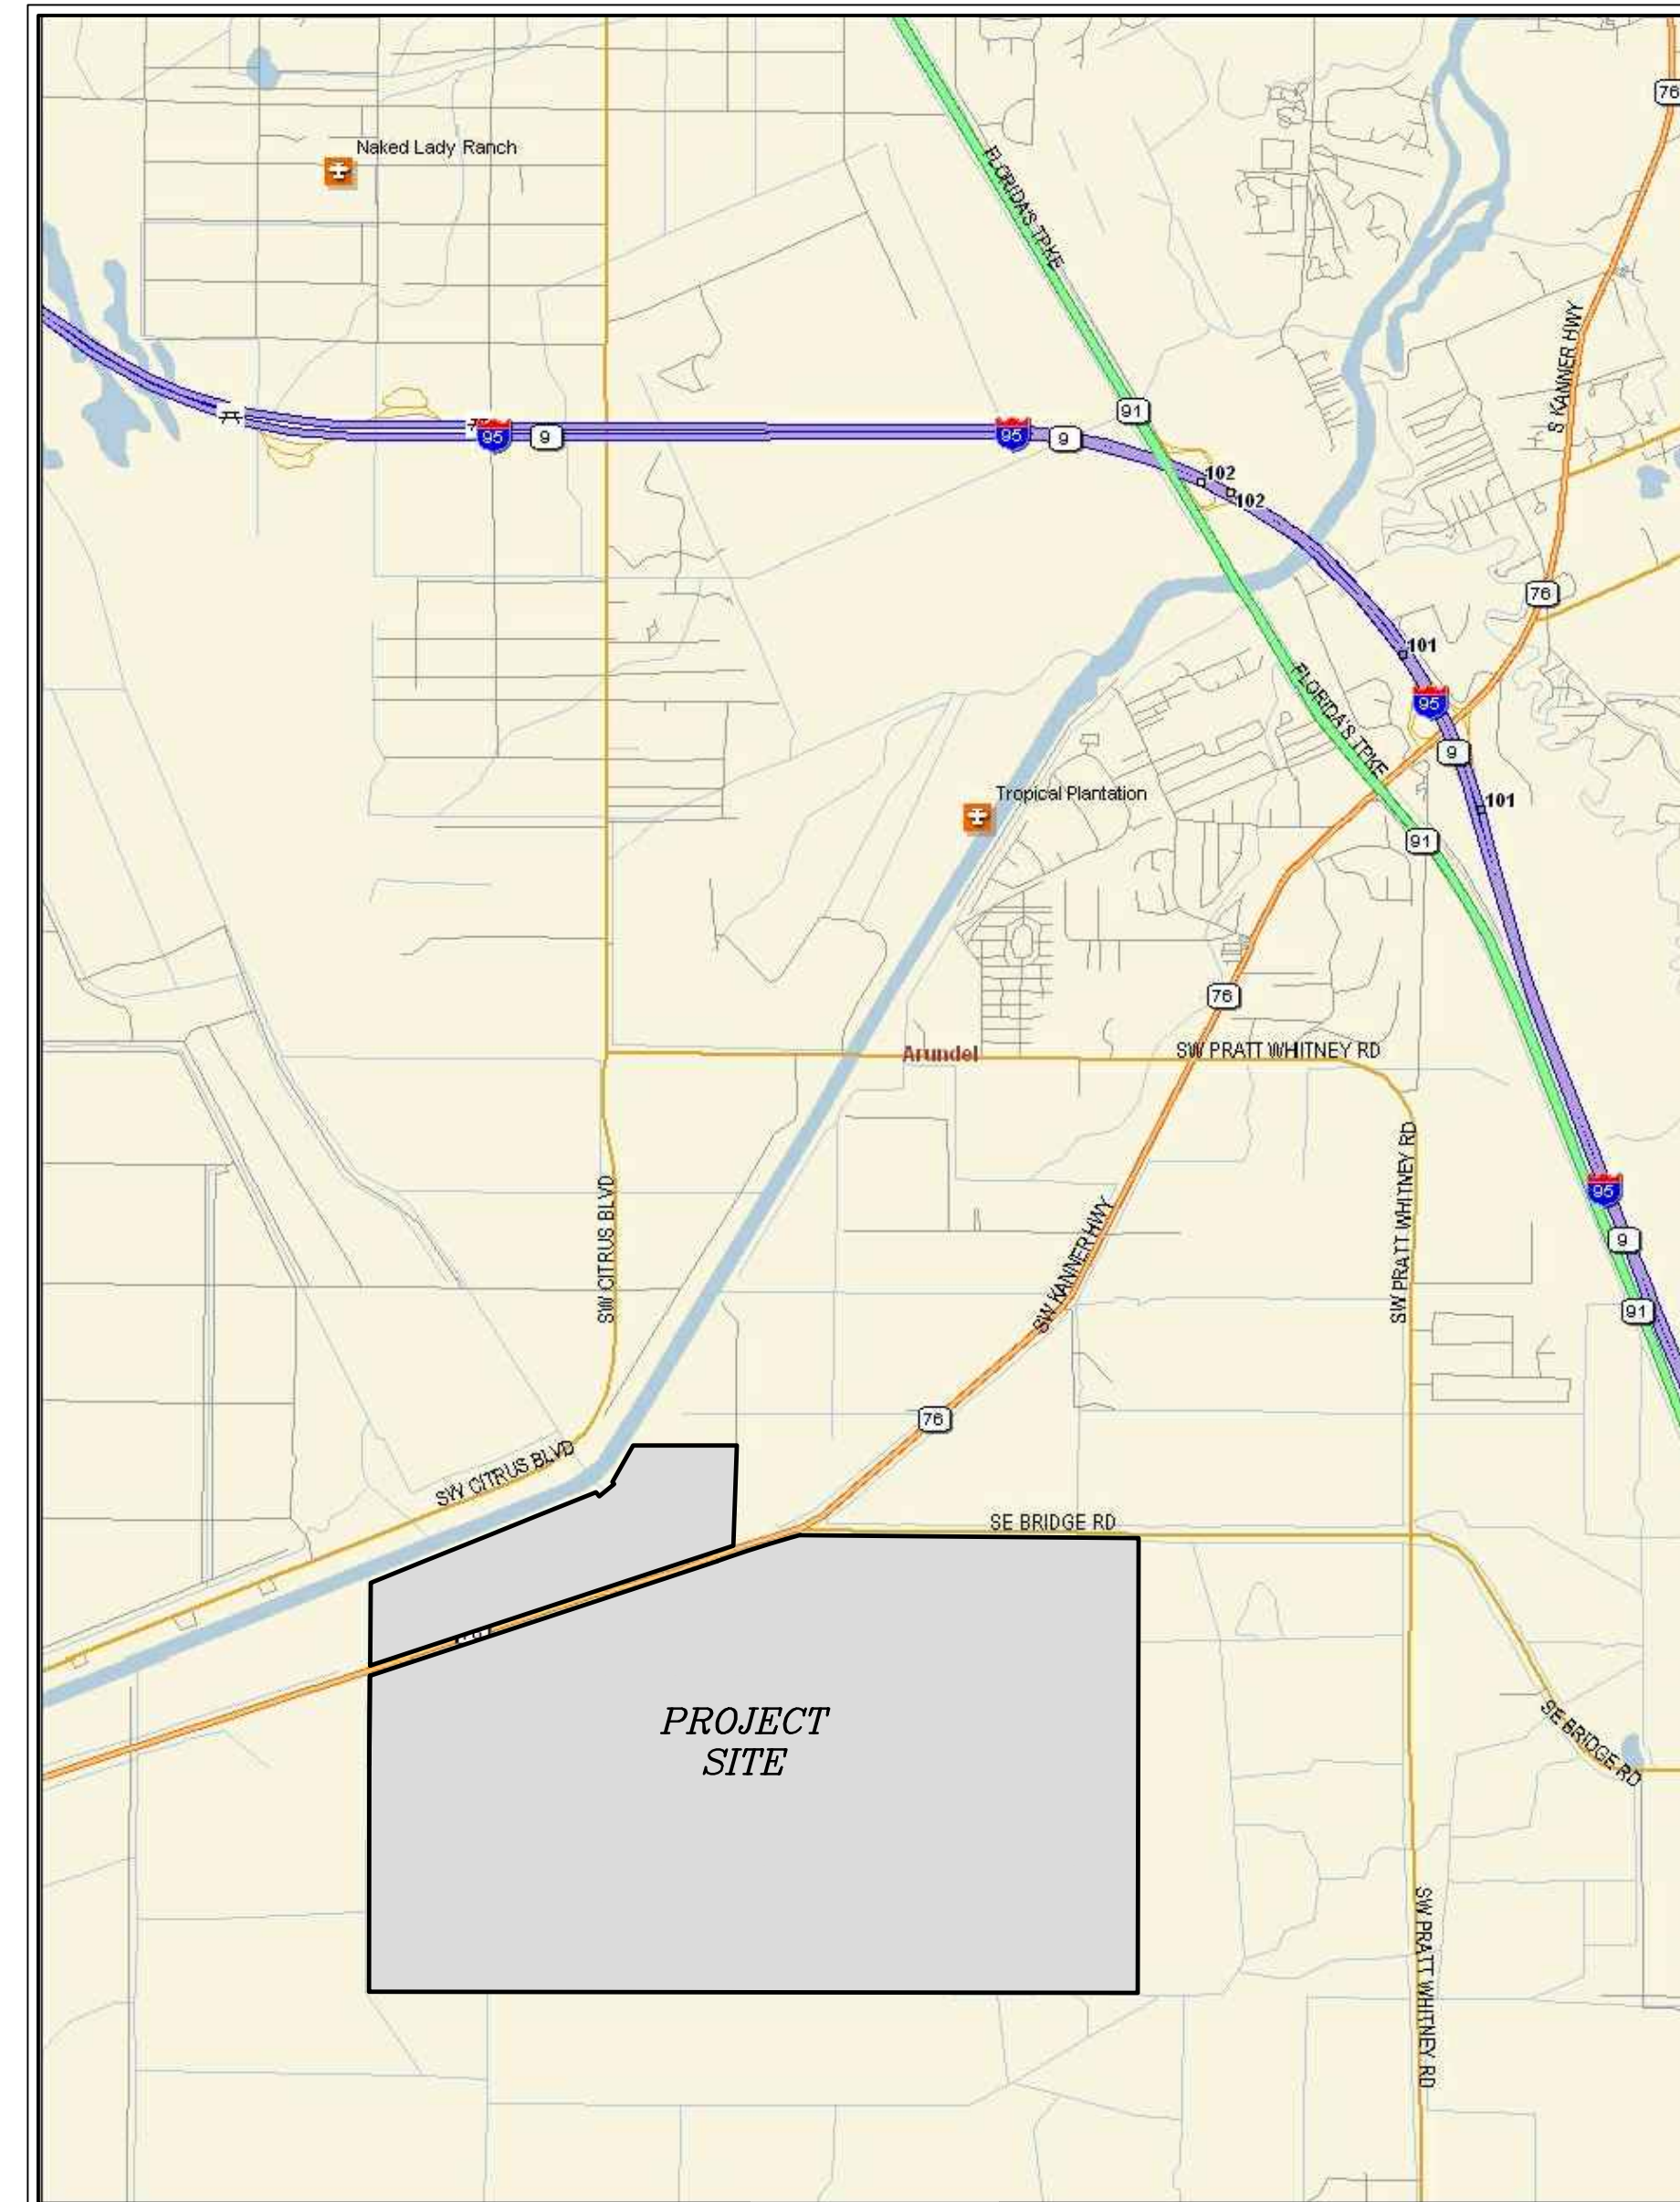 76
Naked Lady Ranch
FLORIDA'S TPKE
S KANNER HWY
91
95
9
95
9
102
102
76
101
FLORIDA'S TPKE
95
9
Tropical Plantation
101
91
76
Arundel
SW PRATT WHITNEY RD
SW PRATT WHITNEY RD
SW CITRUS BLVD
95
SW KANNER HWY
9
91
76
SW CITRUS BLVD
SE BRIDGE RD
PROJECT
SITE
SE BRIDGE RD
SW PRATT WHITNEY RD